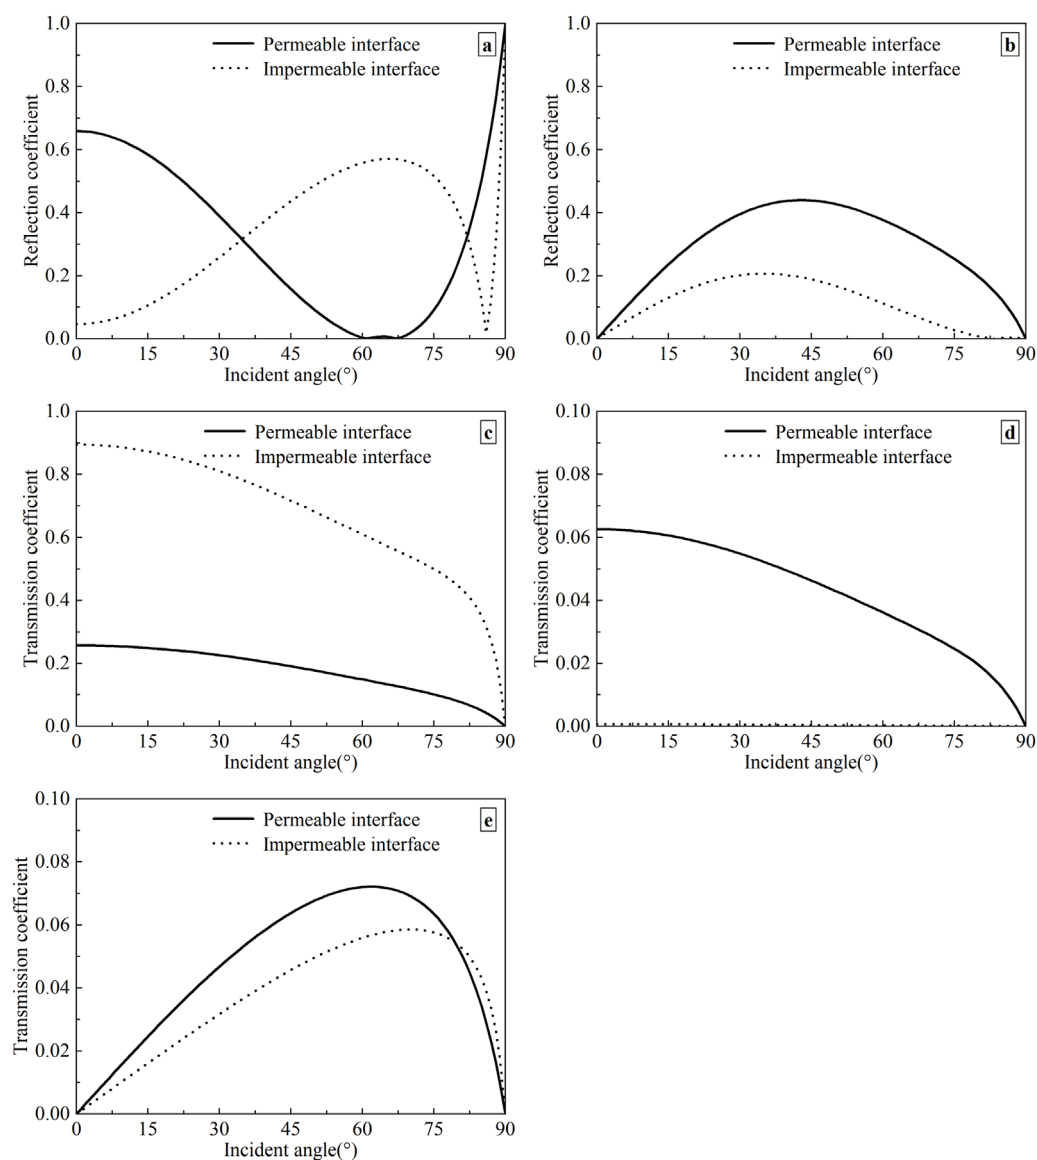 1.0
0.8
0.6
0.4
0.2
0.0
Reflection coefficient
Permeable interface
Impermeable interface
a
0 15 30 45 60 75 90
Incident angle(°)
1.0
0.8
0.6
0.4
0.2
0.0
Reflection coefficient
Permeable interface
Impermeable interface
b
0 15 30 45 60 75 90
Incident angle(°)
1.0
0.8
0.6
0.4
0.2
0.0
Transmission coefficient
Permeable interface
Impermeable interface
c
0 15 30 45 60 75 90
Incident angle(°)
0.10
0.08
0.06
0.04
0.02
0.00
Transmission coefficient
Permeable interface
Impermeable interface
d
0 15 30 45 60 75 90
Incident angle(°)
0.10
0.08
0.06
0.04
0.02
0.00
Transmission coefficient
Permeable interface
Impermeable interface
e
0 15 30 45 60 75 90
Incident angle(°)